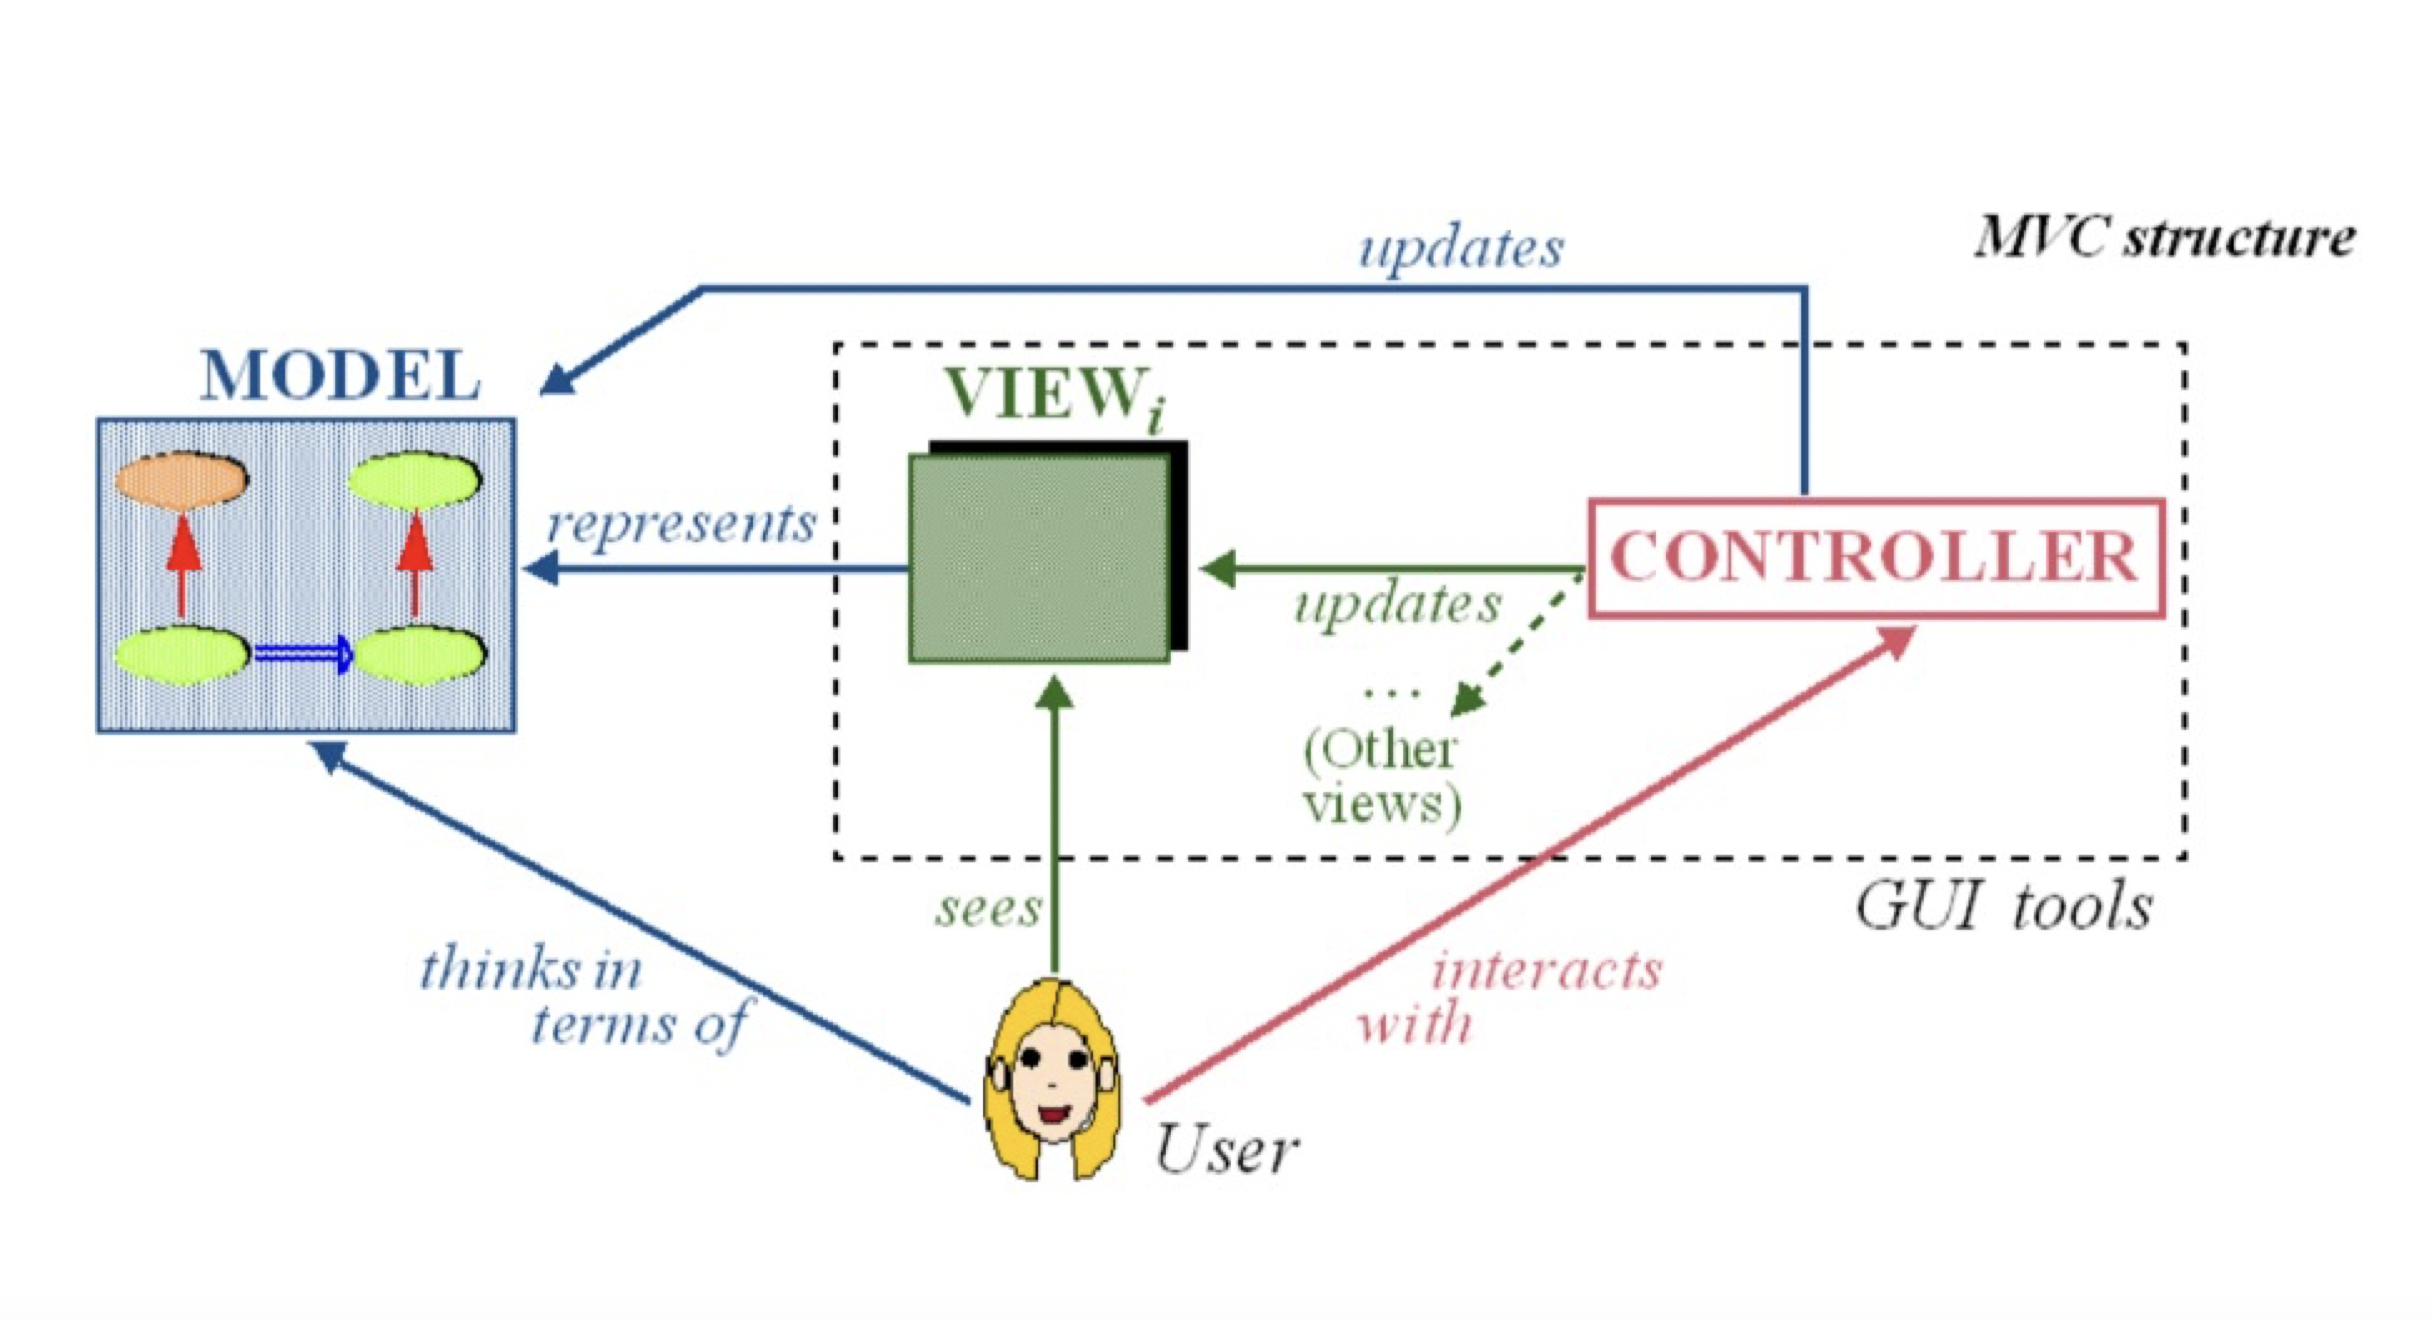 MVC structure
updates
MODEL
VIEWi
represents
CONTROLLER
updates
...
(Other
views)
GUI tools
sees
thinks in
terms of
interacts
with
User